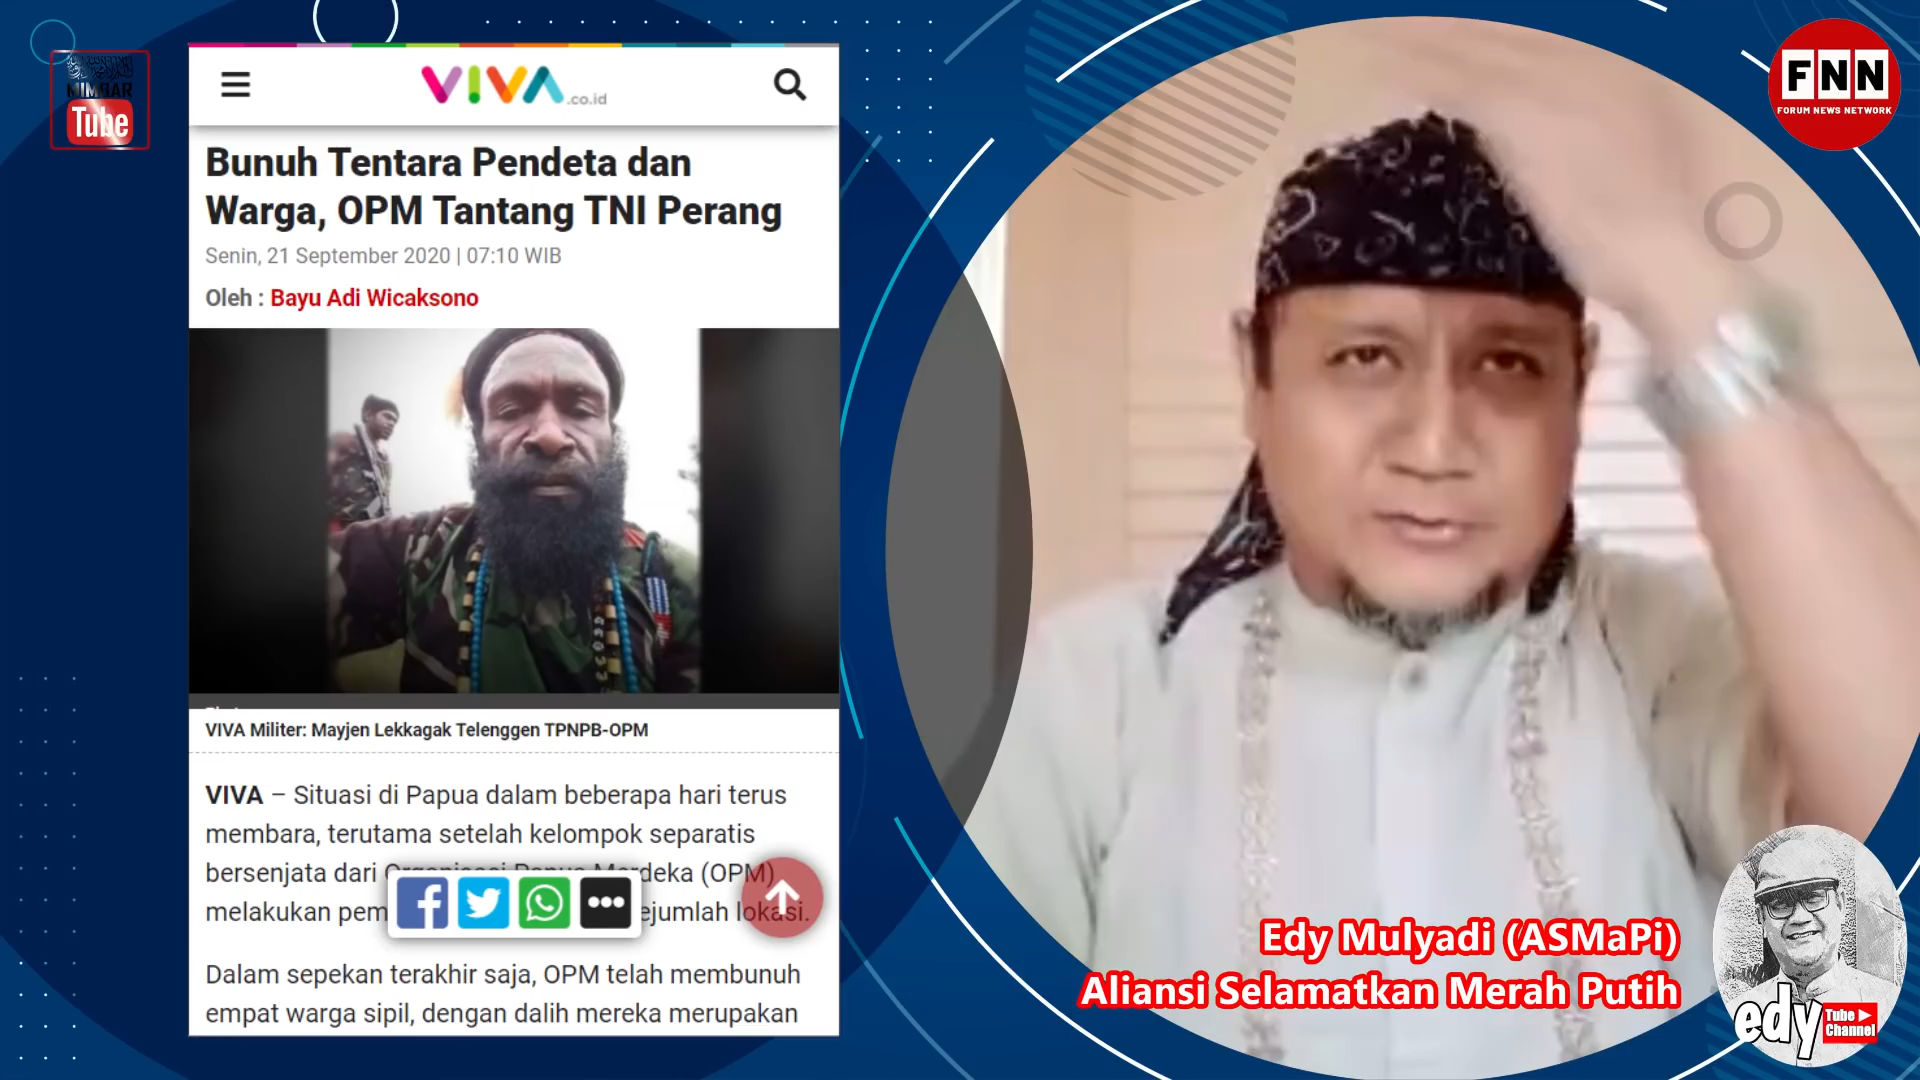 MIMBAR
Tube
VIVA.co.id
Bunuh Tentara Pendeta dan
Warga, OPM Tantang TNI Perang
Senin, 21 September 2020 | 07:10 WIB
Oleh : Bayu Adi Wicaksono
VIVA Militer: Mayjen Lekkagak Telenggen TPNPB-OPM
VIVA – Situasi di Papua dalam beberapa hari terus
membara, terutama setelah kelompok separatis
bersenjata dari Organisasi Papua Merdeka (OPM)
melakukan pem ejumlah lokasi.
Dalam sepekan terakhir saja, OPM telah membunuh
empat warga sipil, dengan dalih mereka merupakan
FNN
FORUM NEWS NETWORK
Edy Mulyadi (ASMaPi)
Aliansi Selamatkan Merah Putih
edy
Tube
Channel